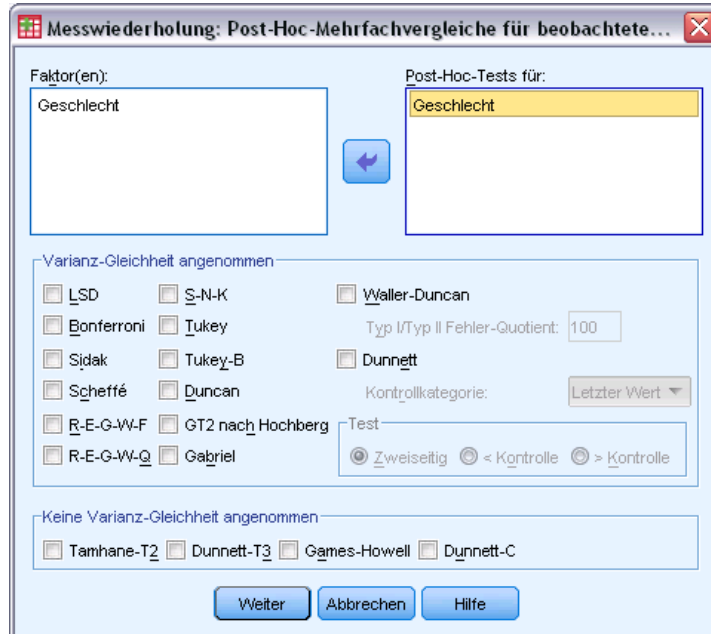 Messwiederholung: Post-Hoc-Mehrfachvergleiche für beobachtete...
Faktor(en):
Geschlecht
Post-Hoc-Tests für:
Geschlecht
Varianz-Gleichheit angenommen
LSD S-N-K Waller-Duncan
Bonferroni Tukey Typ I/Typ II Fehler-Quotient: 100
Sidak Tukey-B Dunnett
Scheffé Duncan Kontrollkategorie: Letzter Wert
R-E-G-W-F GT2 nach Hochberg Test
R-E-G-W-Q Gabriel Zweiseitig < Kontrolle > Kontrolle
Keine Varianz-Gleichheit angenommen
Tamhane-T2 Dunnett-T3 Games-Howell Dunnett-C
Weiter Abbrechen Hilfe